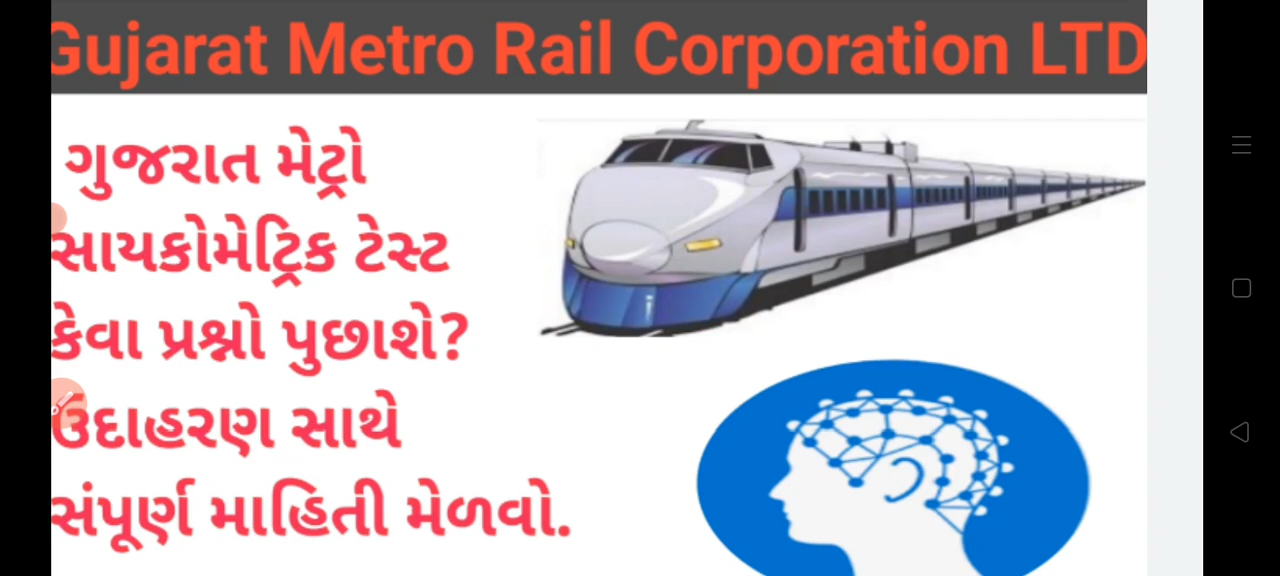 Gujarat Metro Rail Corporation LTD
ગુજરાત મેટ્રો
સાયકોમેટ્રિક ટેસ્ટ
કેવા પ્રશ્નો પુછાશે?
ઉદાહરણ સાથે
સંપૂર્ણ માહિતી મેળવો.